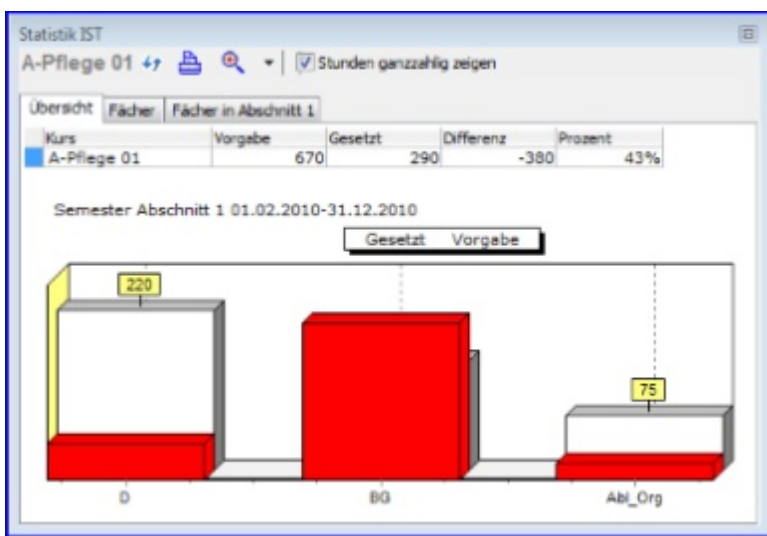 Statistik IST
A-Pflege 01 Stunden ganzzahlig zeigen
Übersicht Fächer Fächer in Abschnitt 1
Kurs Vorgabe Gesetzt Differenz Prozent
A-Pflege 01 670 290 -380 43%
Semester Abschnitt 1 01.02.2010-31.12.2010
Gesetzt Vorgabe
220
75
D BG Abl_Org